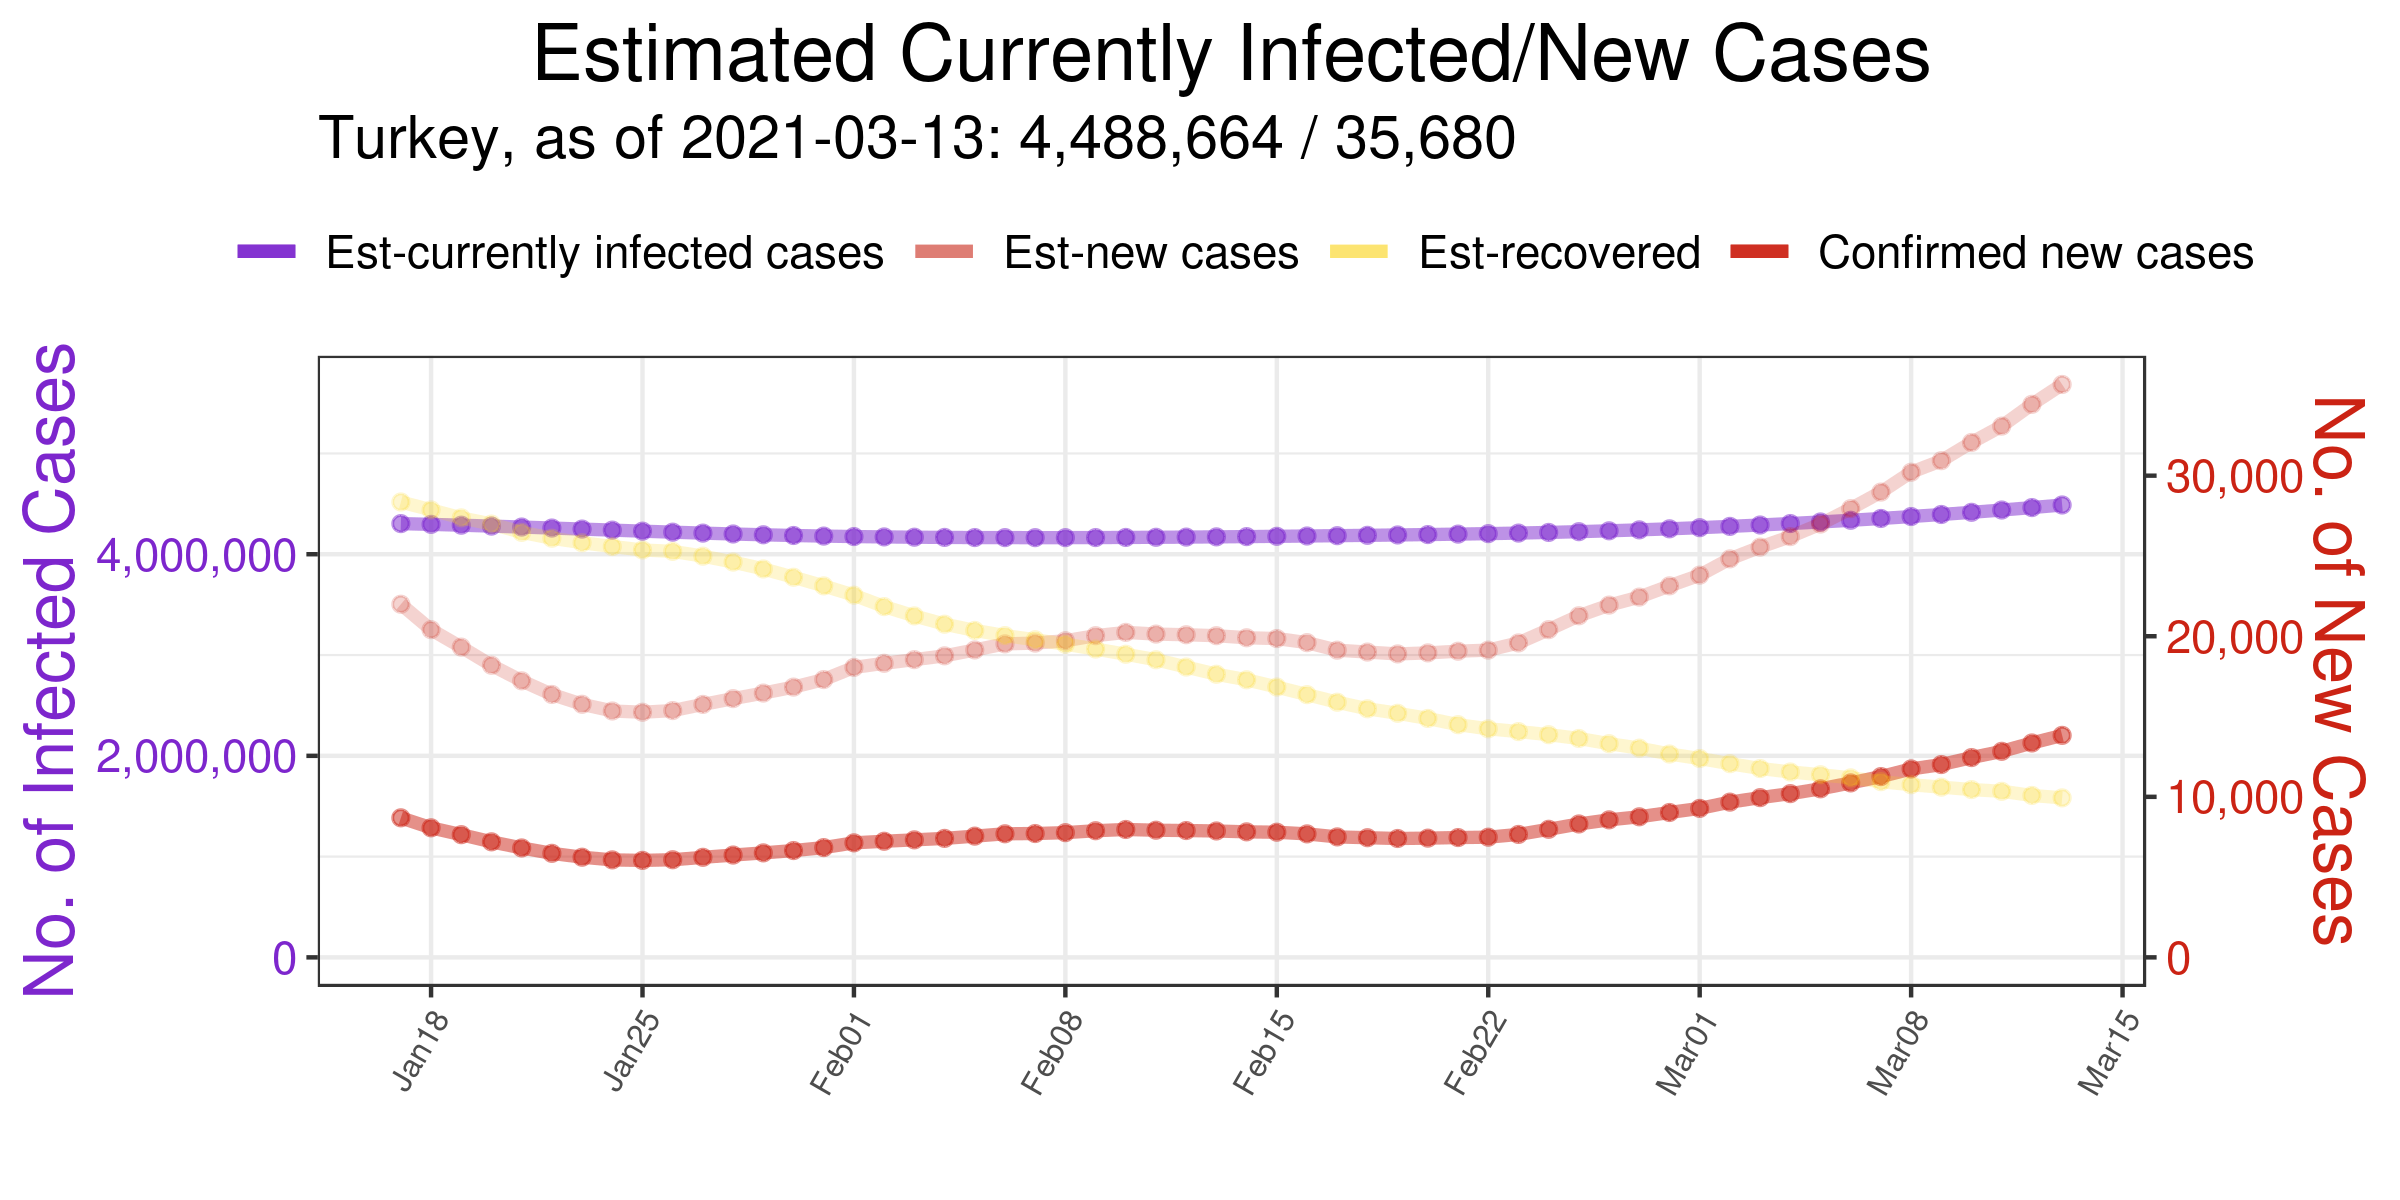 Estimated Currently Infected/New Cases
Turkey, as of 2021-03-13: 4,488,664 / 35,680
Est-currently infected cases Est-new cases Est-recovered Confirmed new cases
No. of Infected Cases
4,000,000
2,000,000
0
30,000
20,000
10,000
0
No. of New Cases
Jan18 Jan25 Feb01 Feb08 Feb15 Feb22 Mar01 Mar08 Mar15